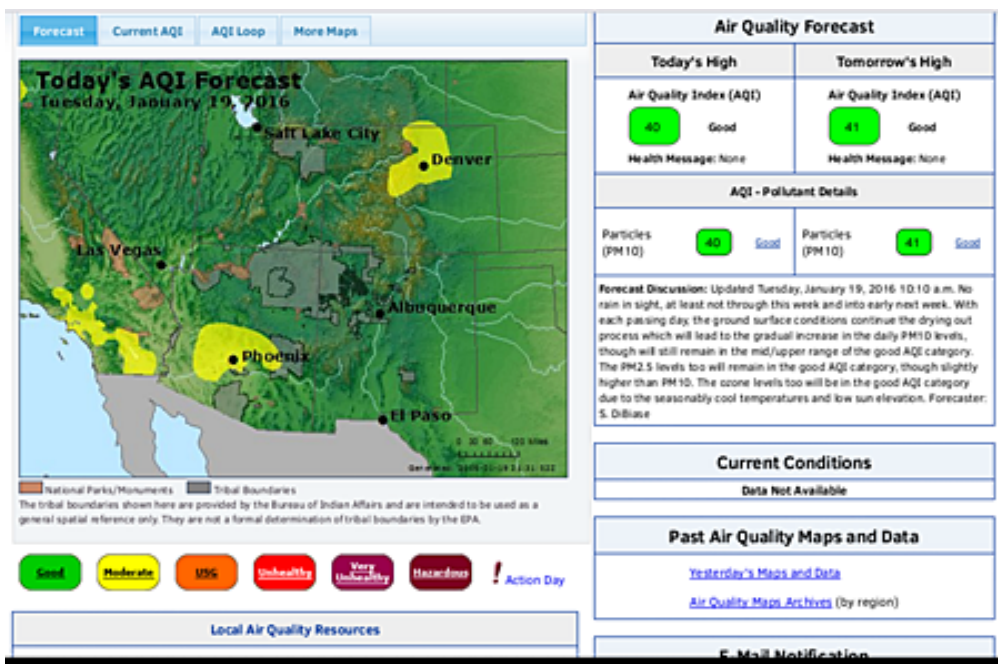 Forecast
Current AQI
AQI Loop
More Maps
Today's AQI Forecast
Tuesday, January 19, 2016
Salt Lake City
Denver
Las Vegas
Albuquerque
Phoenix
El Paso
National Parks/Monuments
Tribal Boundaries
The tribal boundaries shown here are provided by the Bureau of Indian Affairs and are intended to be used as a
general spatial reference only. They are not a formal determination of tribal boundaries by the EPA.
Good
Moderate
USG
Unhealthy
Very
Unhealthy
Hazardous
! Action Day
Local Air Quality Resources
Air Quality Forecast
Today's High
Tomorrow's High
Air Quality Index (AQI)
40 Good
Health Message: None
Air Quality Index (AQI)
41 Good
Health Message: None
AQI - Pollutant Details
Particles
(PM10)
40
Good
Particles
(PM10)
41
Good
Forecast Discussion: Updated Tuesday, January 19, 2016 10:10 a.m. No
rain in sight, at least not through this week and into early next week. With
each passing day, the ground surface conditions continue the drying out
process which will lead to the gradual increase in the daily PM10 levels,
though will still remain in the mid/upper range of the good AQI category.
The PM2.5 levels too will remain in the good AQI category, though slightly
higher than PM10. The ozone levels too will be in the good AQI category
due to the seasonably cool temperatures and low sun elevation. Forecaster:
S. DiBiase
Current Conditions
Data Not Available
Past Air Quality Maps and Data
Yesterday's Maps and Data
Air Quality Maps Archives (by region)
E-Mail Notification